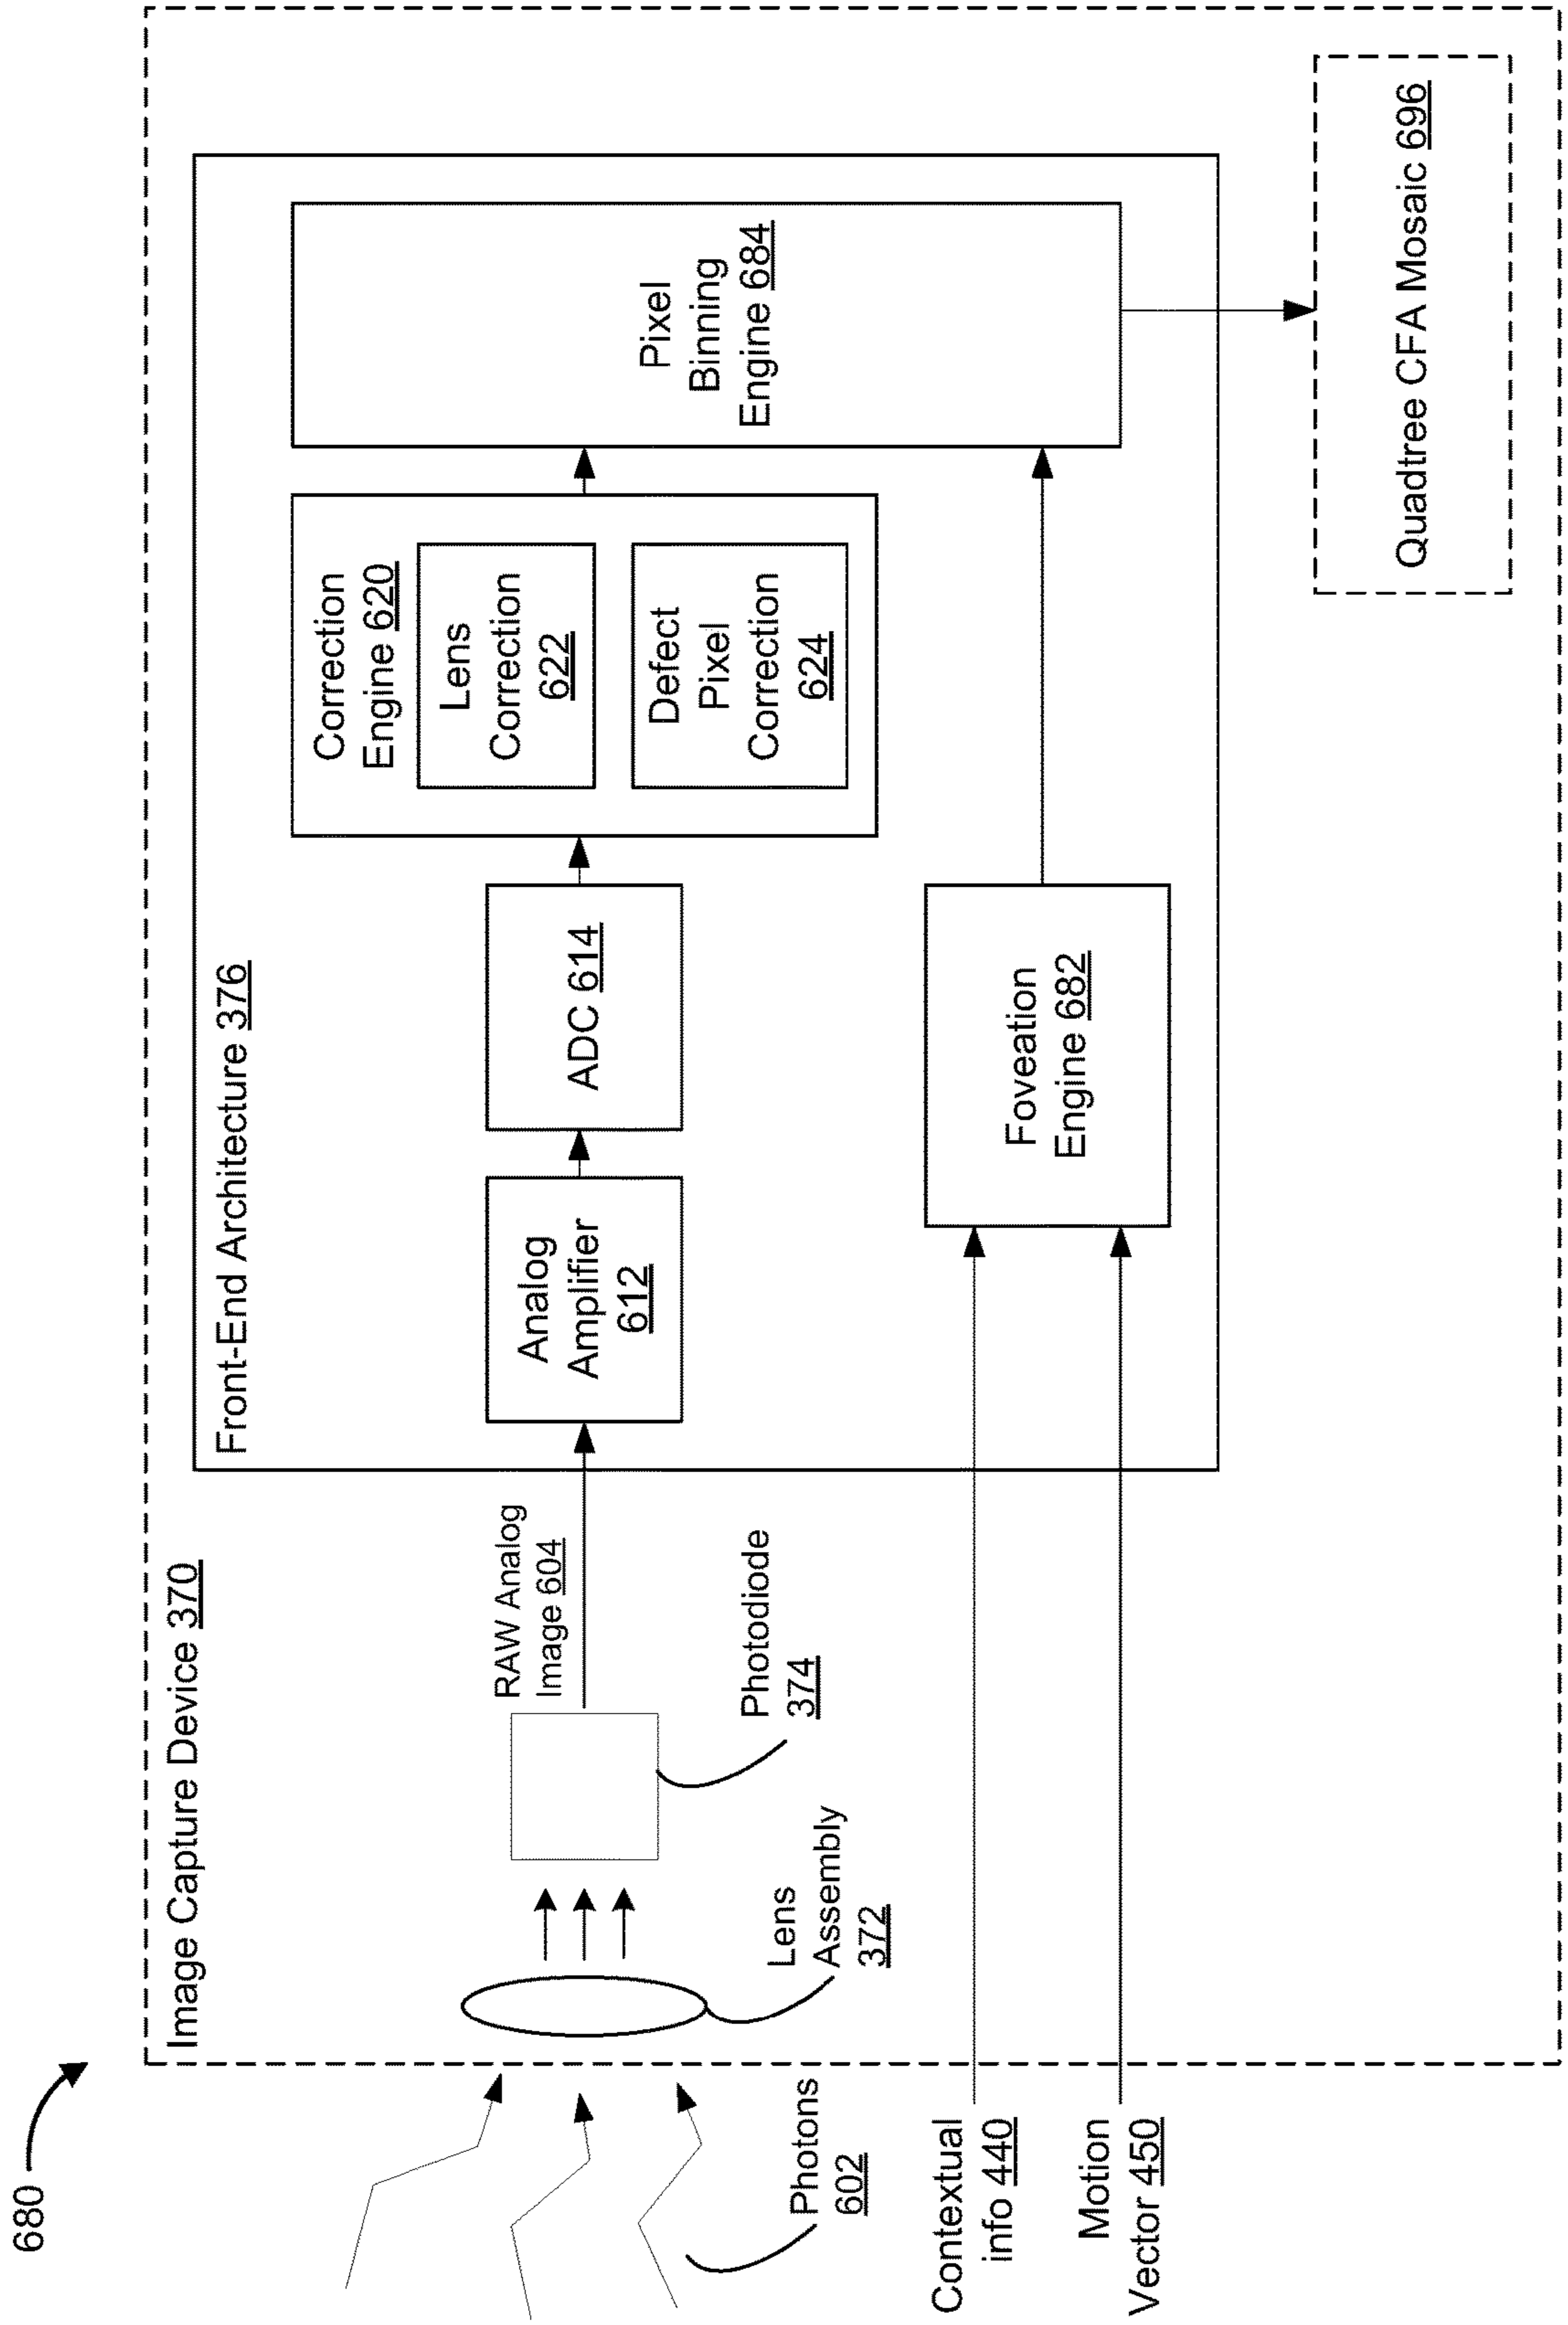 680
Image Capture Device 370
Front-End Architecture 376
Photons
602
Lens
Assembly
372
Photodiode
374
RAW Analog
Image 604
Analog
Amplifier
612
ADC 614
Correction
Engine 620
Lens
Correction
622
Defect
Pixel
Correction
624
Pixel
Binning
Engine 684
Contextual
info 440
Motion
Vector 450
Foveation
Engine 682
Quadtree CFA Mosaic 696